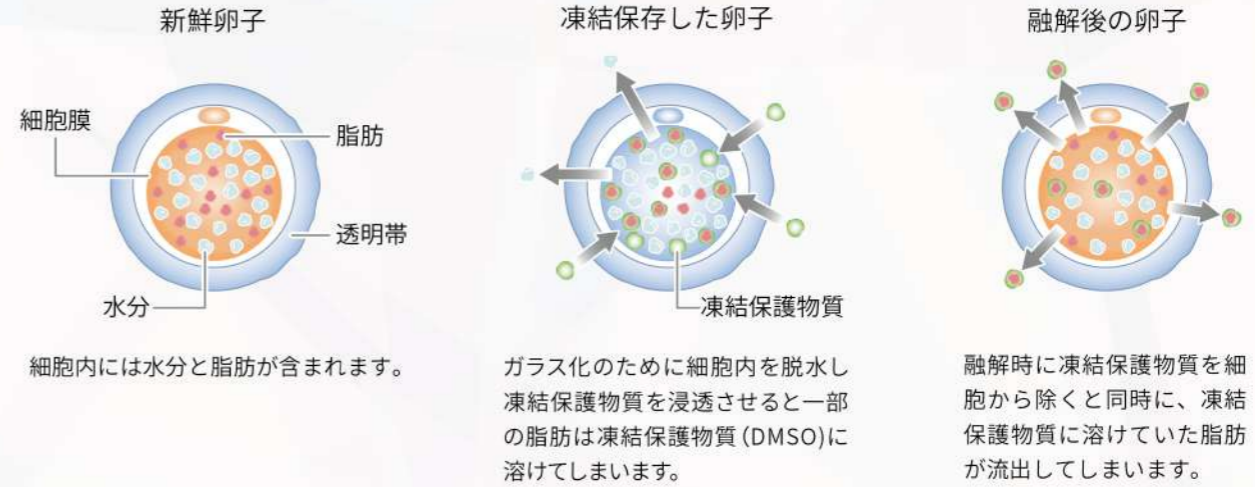 新鮮卵子
細胞膜
脂肪
透明帯
水分
細胞内には水分と脂肪が含まれます。
凍結保存した卵子
凍結保護物質
ガラス化のために細胞内を脱水し
凍結保護物質を浸透させると一部
の脂肪は凍結保護物質(DMSO)に
溶けてしまいます。
融解後の卵子
融解時に凍結保護物質を細
胞から除くと同時に、凍結
保護物質に溶けていた脂肪
が流出してしまいます。